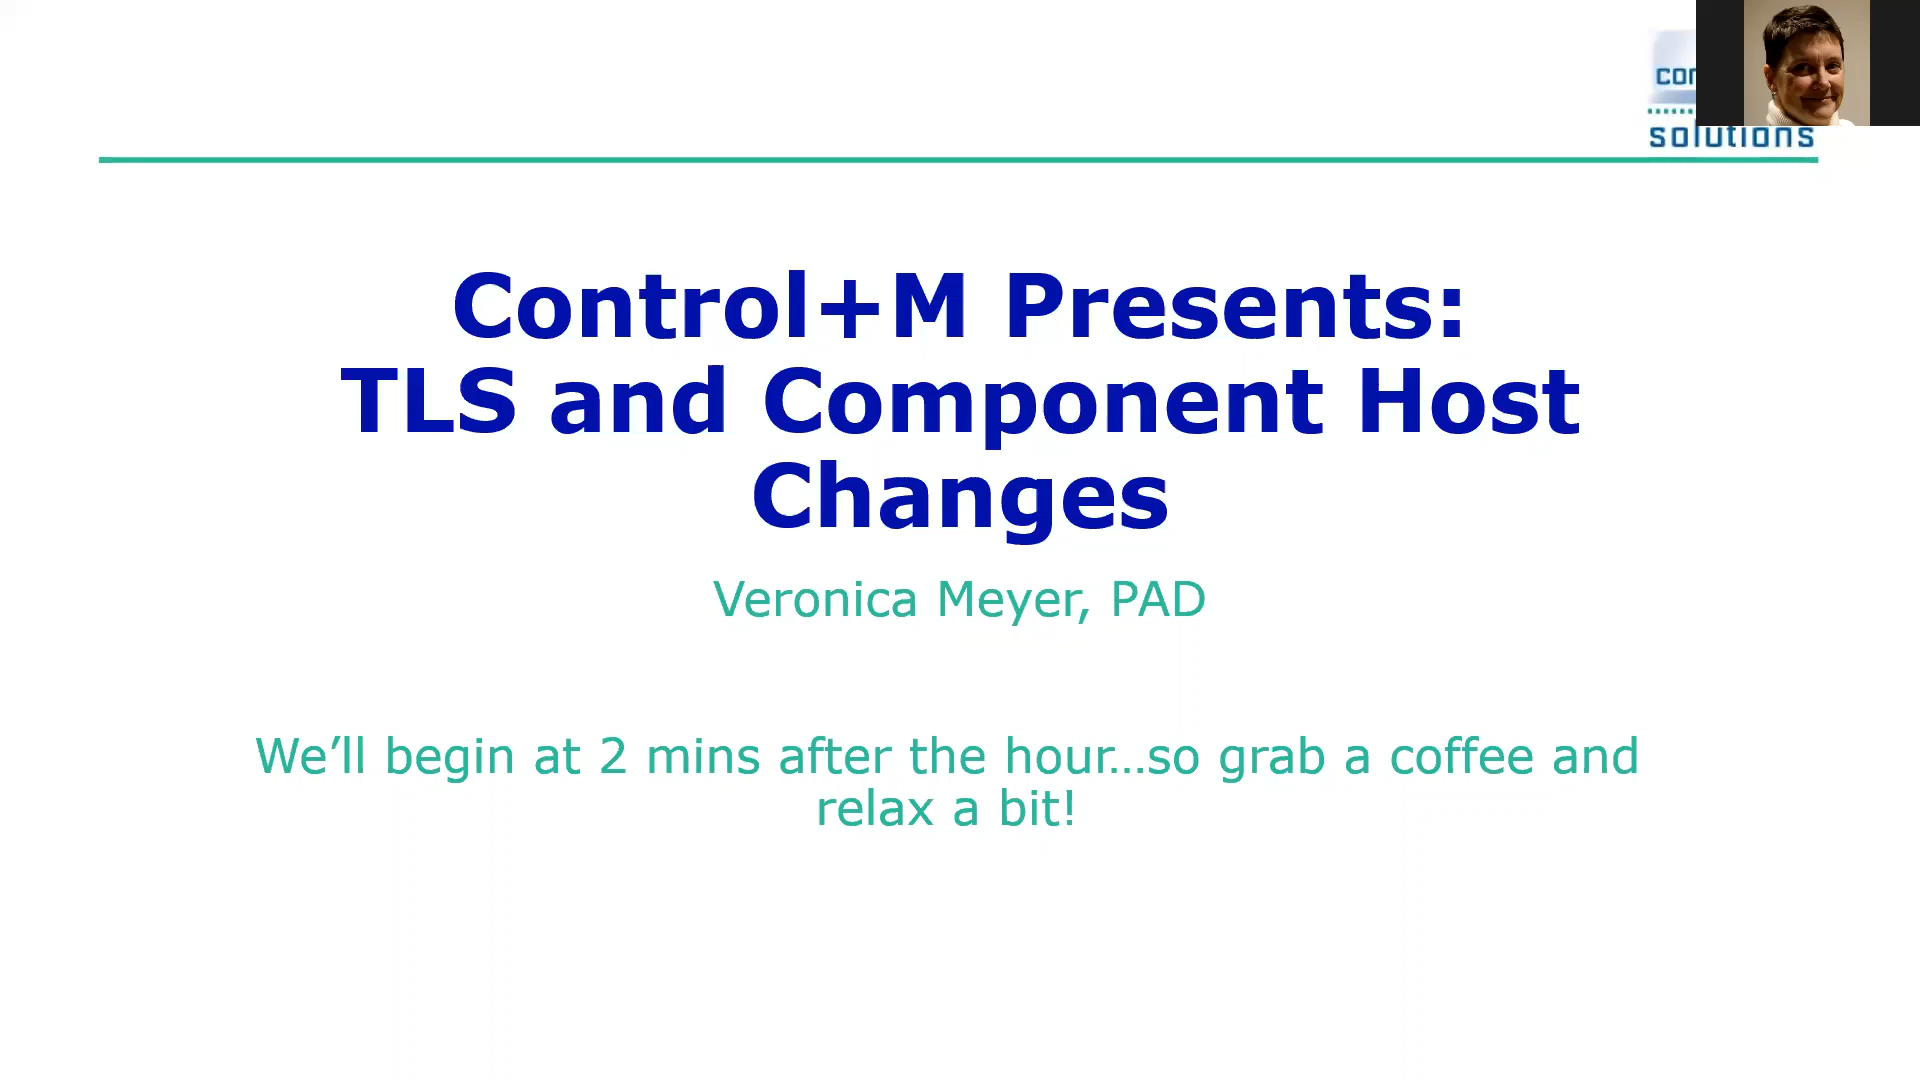 solutions
Control+M Presents:
TLS and Component Host
Changes
Veronica Meyer, PAD
We’ll begin at 2 mins after the hour…so grab a coffee and
relax a bit!